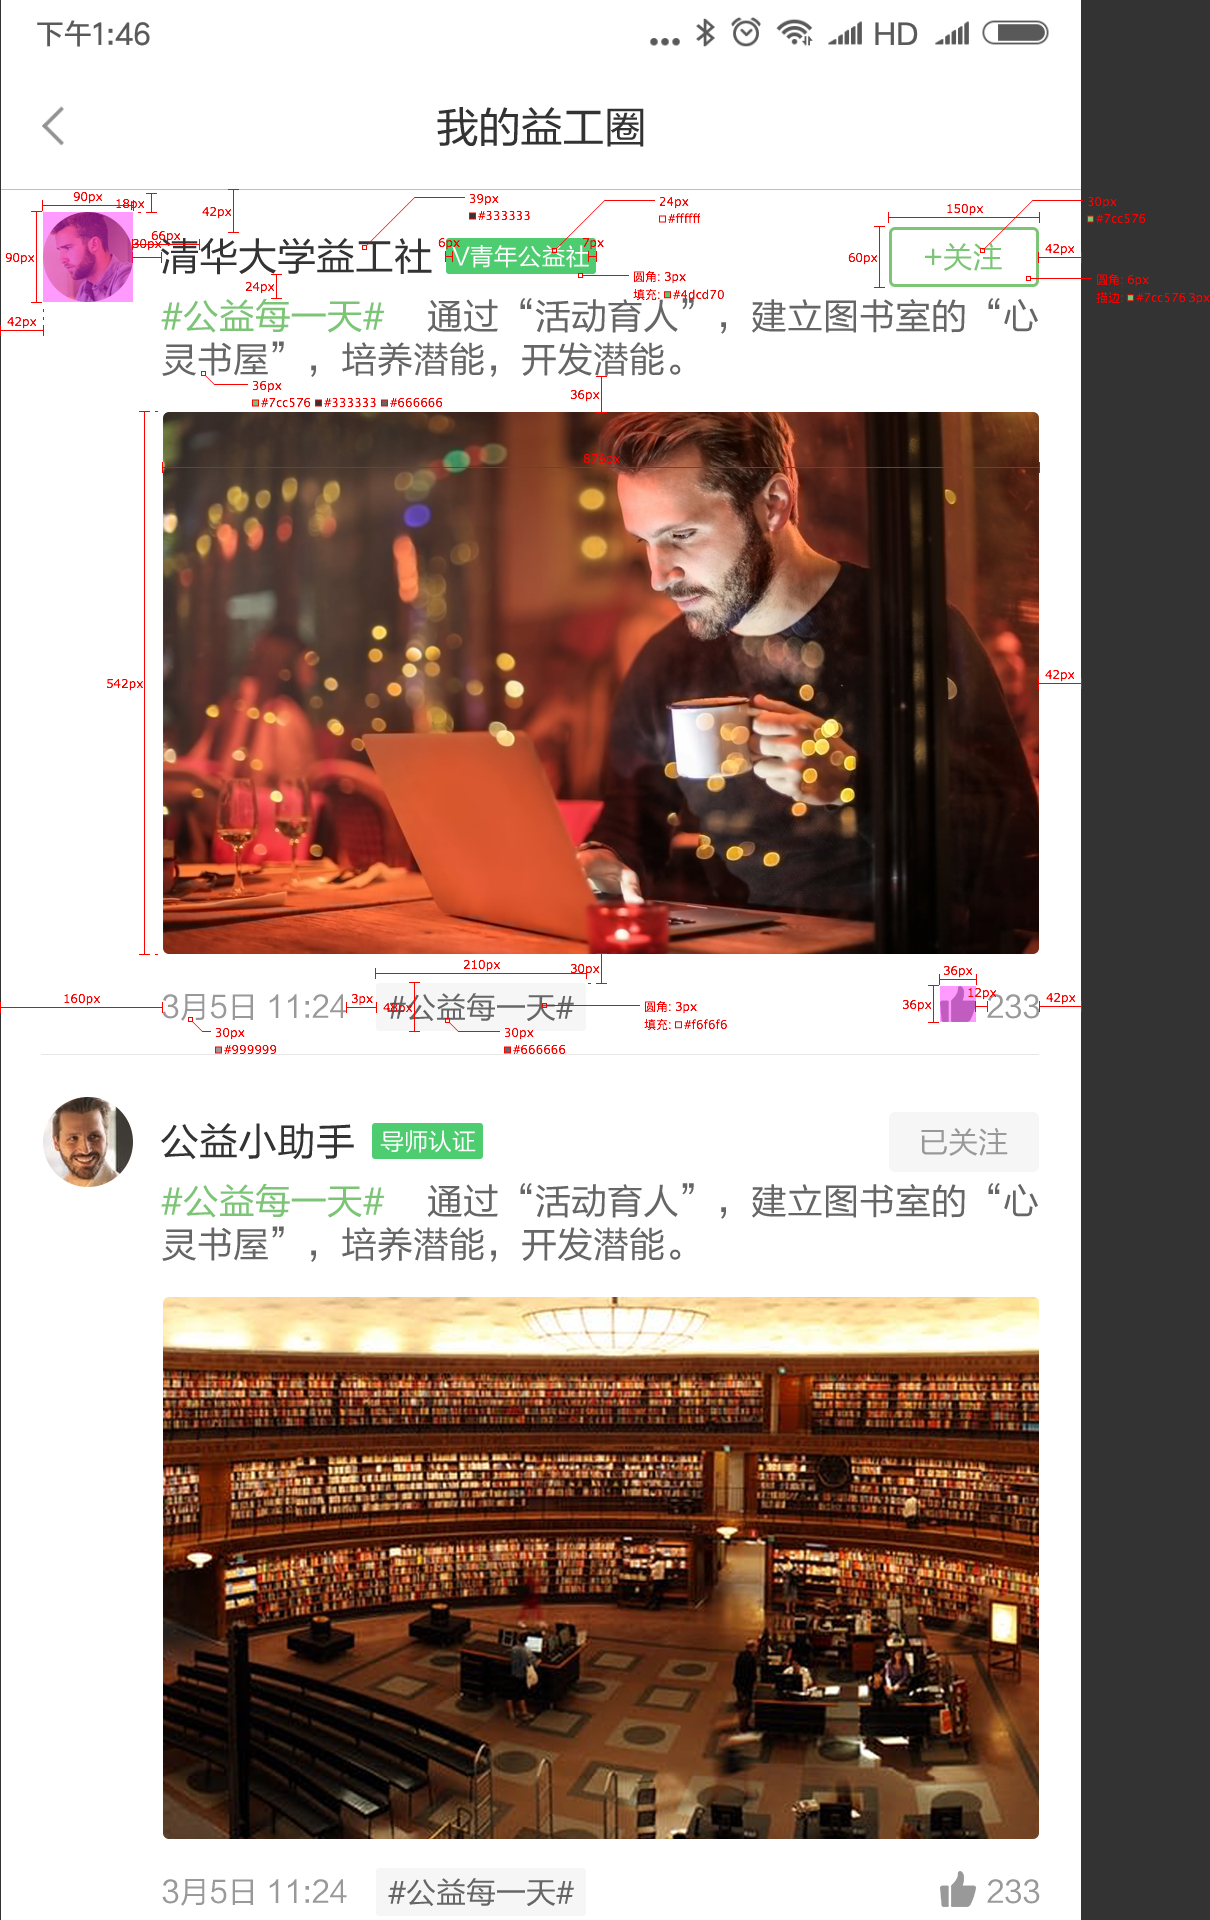 下午1:46
HD
我的益工圈
90px
18px
42px
39px
#333333
24px
#ffffff
150px
30px
#7cc576
66px
30px
90px
清华大学益工社
6px
V青年公益社
7px
60px
+关注
42px
24px
圆角: 3px
填充: #4dcd70
圆角: 6px
描边: #7cc576 3px
42px
#公益每一天# 通过“活动育人”，建立图书室的“心
灵书屋”，培养潜能，开发潜能。
36px
#7cc576 #333333 #666666
36px
876px
542px
42px
210px
30px
36px
160px
3月5日 11:24
3px
48px
#公益每一天#
圆角: 3px
填充: #f6f6f6
36px
12px
233
42px
30px
#999999
30px
#666666
公益小助手
导师认证
已关注
#公益每一天# 通过“活动育人”，建立图书室的“心
灵书屋”，培养潜能，开发潜能。
3月5日 11:24
#公益每一天#
233